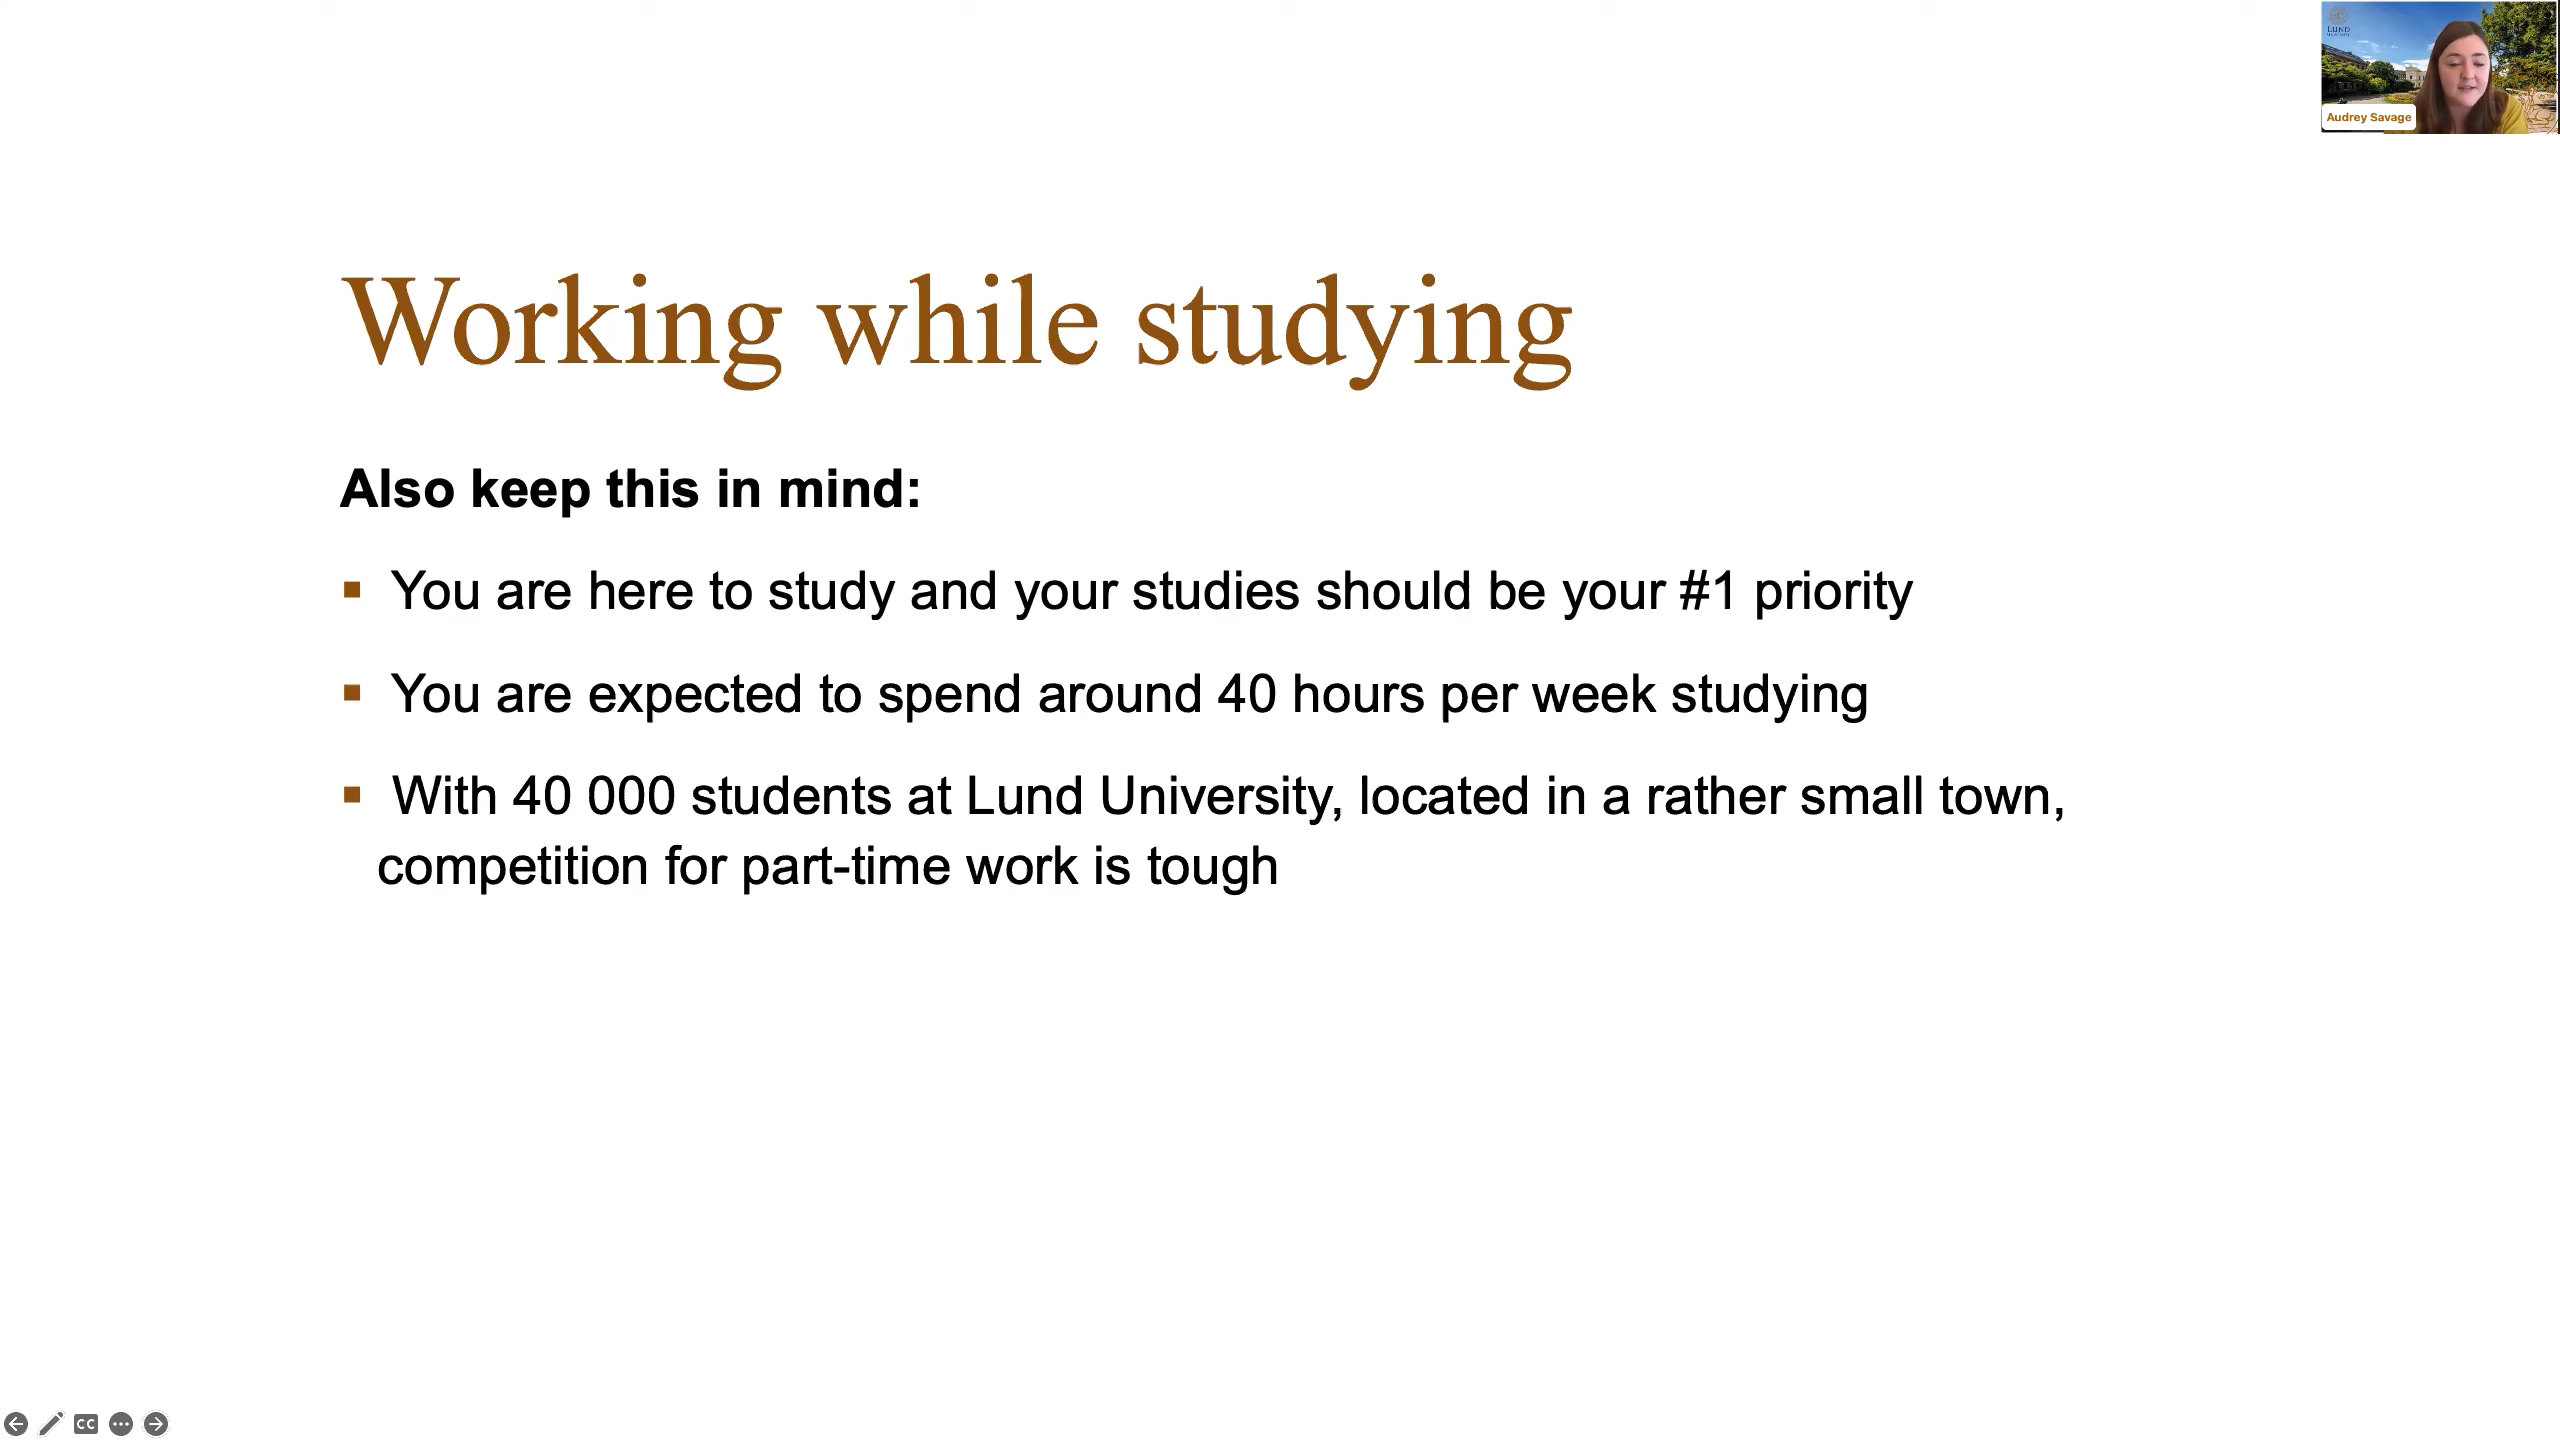 LUND
Audrey Savage
Working while studying
Also keep this in mind:
▪ You are here to study and your studies should be your #1 priority
▪ You are expected to spend around 40 hours per week studying
▪ With 40 000 students at Lund University, located in a rather small town,
competition for part-time work is tough
CC